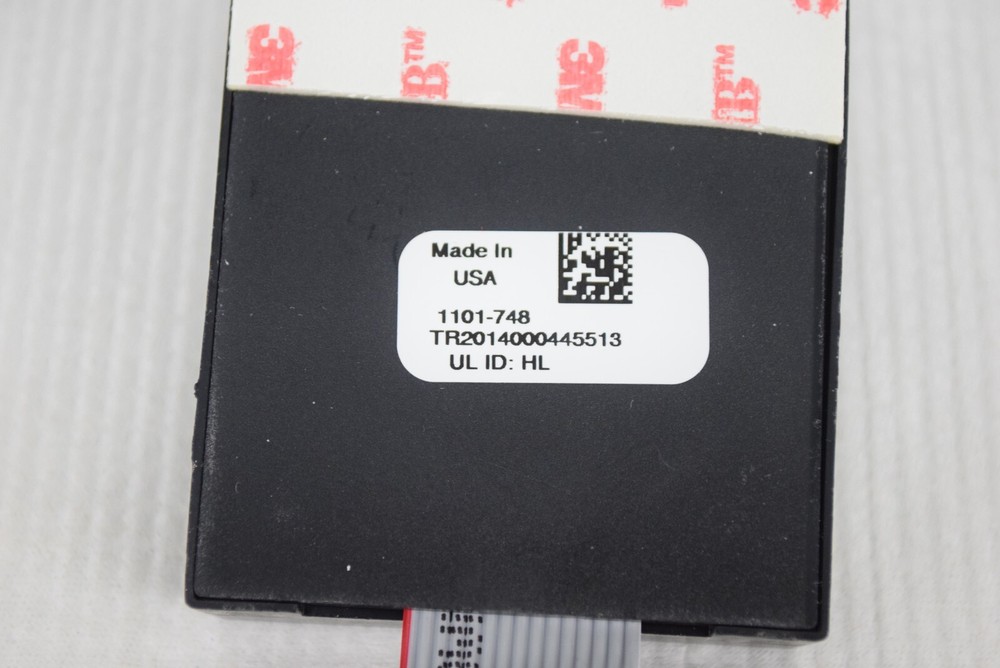 Made In
USA
1101-748
TR2014000445513
UL ID: HL